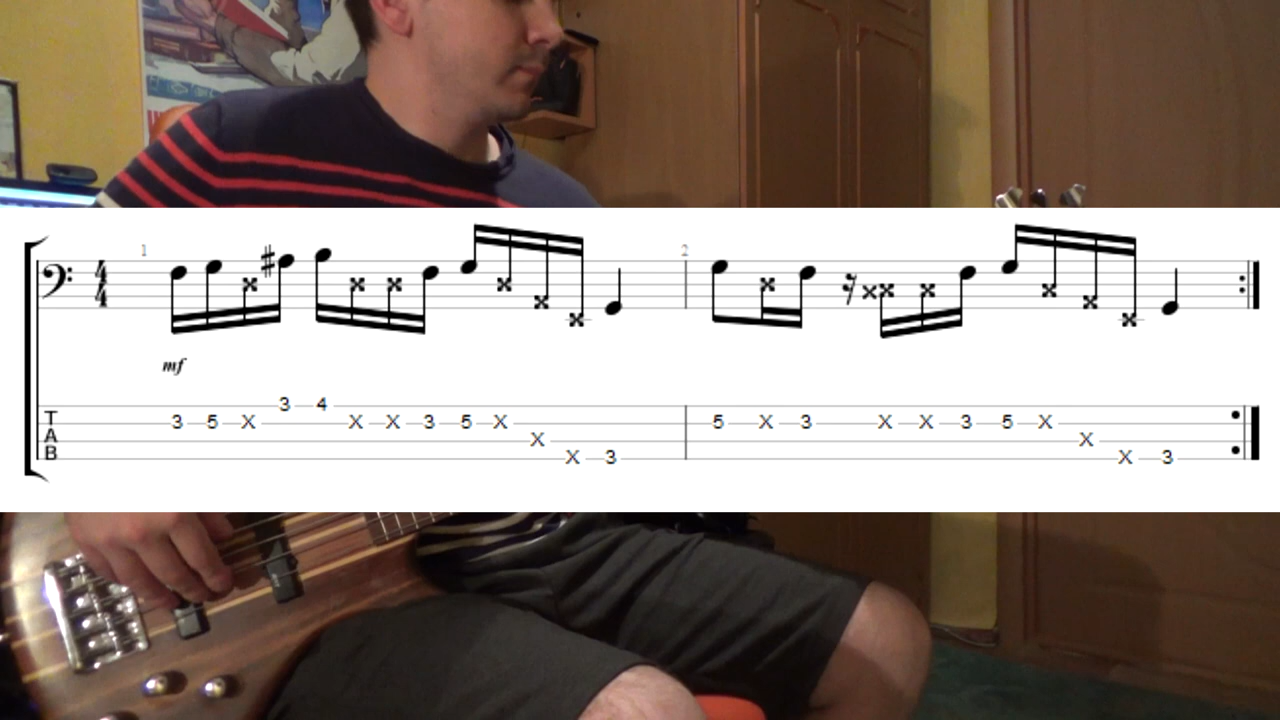 1 2
4
4
mf
3 4
T 3 5 X X X 3 5 X 5 X 3 X X 3 5 X
A X X
B X 3 X 3